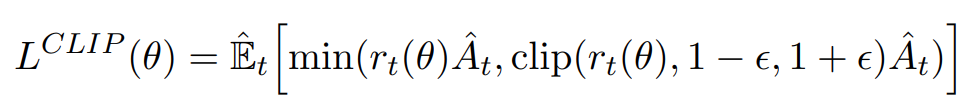 L^{CLIP}(θ) = Ê_t[min(r_t(θ)Â_t, clip(r_t(θ), 1 − ϵ, 1 + ϵ)Â_t)]